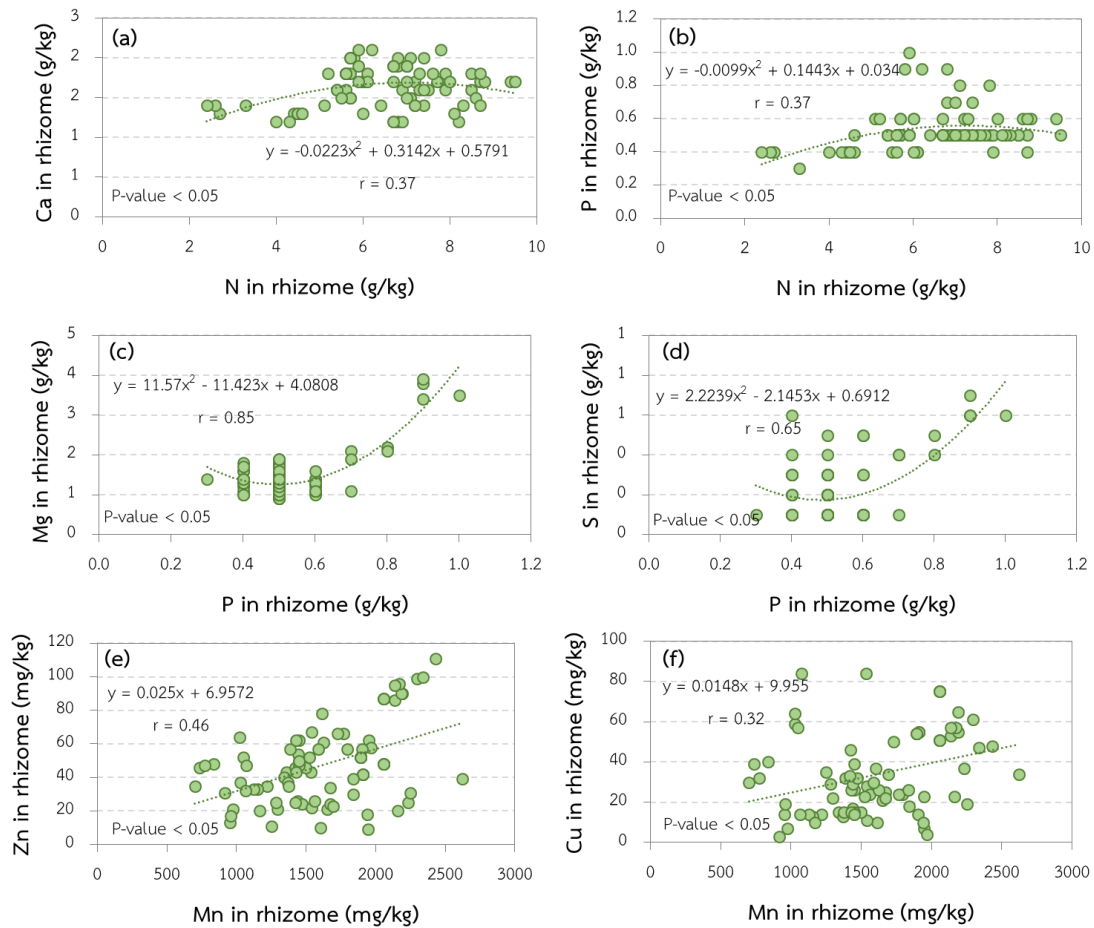 (a)
Ca in rhizome (g/kg)
3
2
2
1
1
0
y = -0.0223x² + 0.3142x + 0.5791
r = 0.37
P-value < 0.05
0 2 4 6 8 10
N in rhizome (g/kg)
(b)
P in rhizome (g/kg)
1.2
1.0
0.8
0.6
0.4
0.2
0.0
y = -0.0099x² + 0.1443x + 0.034
r = 0.37
P-value < 0.05
0 2 4 6 8 10
N in rhizome (g/kg)
(c)
Mg in rhizome (g/kg)
5
4
3
2
1
0
y = 11.57x² - 11.423x + 4.0808
r = 0.85
P-value < 0.05
0.0 0.2 0.4 0.6 0.8 1.0 1.2
P in rhizome (g/kg)
(d)
S in rhizome (g/kg)
1
1
1
0
0
0
y = 2.2239x² - 2.1453x + 0.6912
r = 0.65
P-value < 0.05
0.0 0.2 0.4 0.6 0.8 1.0 1.2
P in rhizome (g/kg)
(e)
Zn in rhizome (mg/kg)
120
100
80
60
40
20
0
y = 0.025x + 6.9572
r = 0.46
P-value < 0.05
0 500 1000 1500 2000 2500 3000
Mn in rhizome (mg/kg)
(f)
Cu in rhizome (mg/kg)
100
80
60
40
20
0
y = 0.0148x + 9.955
r = 0.32
P-value < 0.05
0 500 1000 1500 2000 2500 3000
Mn in rhizome (mg/kg)